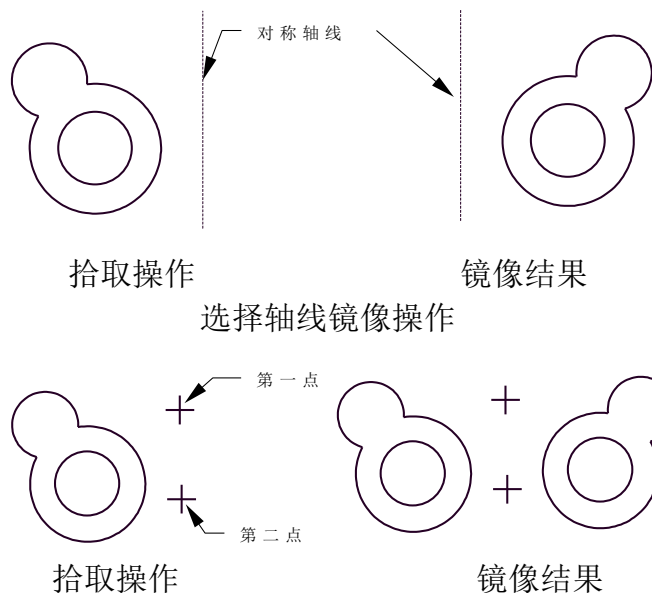 对称轴线
拾取操作
镜像结果
选择轴线镜像操作
第一点
第二点
拾取操作
镜像结果